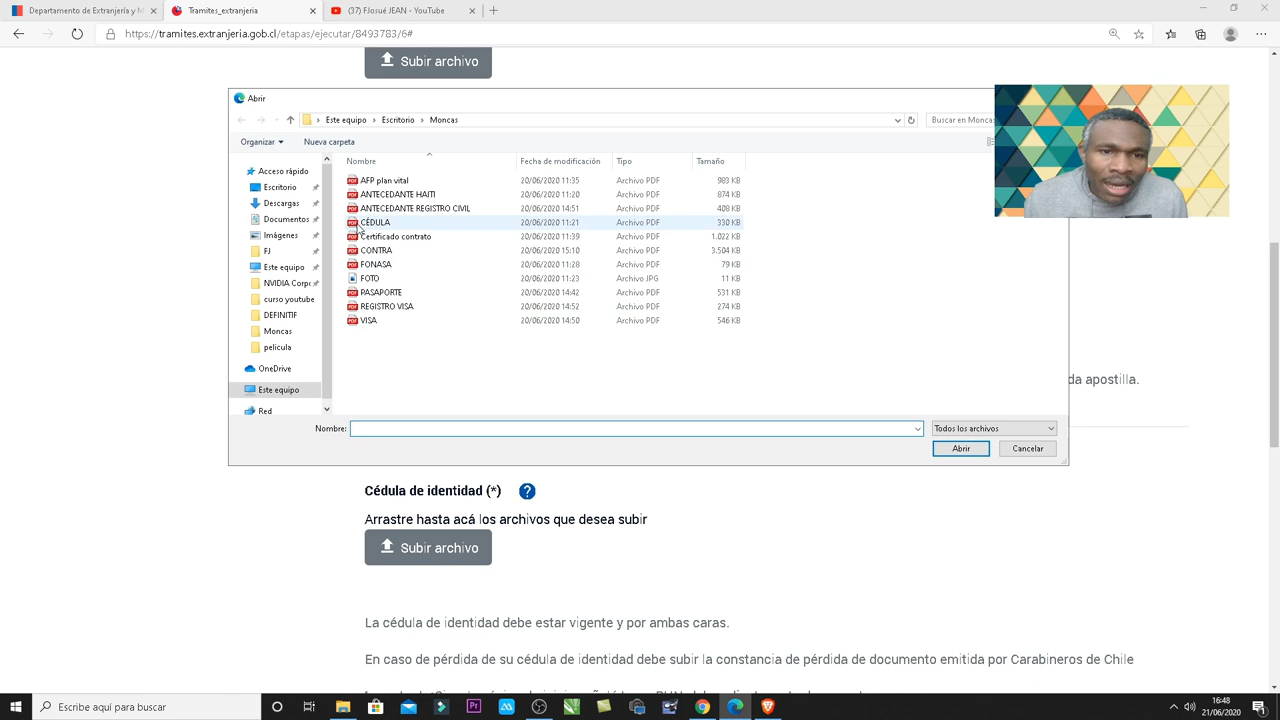 Departamento de Extranjería y M
Tramites_extranjeria
(37) FJosué JEAN - YouTube
https://tramites.extranjeria.gob.cl/etapas/ejecutar/8493783/6#
Subir archivo
Abrir
Este equipo > Escritorio > Moncas
Buscar en Moncas
Organizar
Nueva carpeta
Nombre Fecha de modificación Tipo Tamaño
Acceso rápido
Escritorio
Descargas
Documentos
Imágenes
FJ
Este equipo
NVIDIA Corpo
curso youtube
DEFINITIF
Moncas
pelicula
OneDrive
Este equipo
Red
AFP plan vital 20/06/2020 11:35 Archivo PDF 983 KB
ANTECEDANTE HAITI 20/06/2020 11:20 Archivo PDF 874 KB
ANTECEDANTE REGISTRO CIVIL 20/06/2020 14:51 Archivo PDF 408 KB
CÉDULA 20/06/2020 11:21 Archivo PDF 330 KB
Certificado contrato 20/06/2020 11:39 Archivo PDF 1.022 KB
CONTRA 20/06/2020 15:10 Archivo PDF 3.504 KB
FONASA 20/06/2020 11:28 Archivo PDF 79 KB
FOTO 20/06/2020 11:23 Archivo JPG 11 KB
PASAPORTE 20/06/2020 14:42 Archivo PDF 531 KB
REGISTRO VISA 20/06/2020 14:52 Archivo PDF 274 KB
VISA 20/06/2020 14:50 Archivo PDF 546 KB
da apostilla.
Nombre:
Todos los archivos
Abrir
Cancelar
Cédula de identidad (*)
?
Arrastre hasta acá los archivos que desea subir
Subir archivo
La cédula de identidad debe estar vigente y por ambas caras.
En caso de pérdida de su cédula de identidad debe subir la constancia de pérdida de documento emitida por Carabineros de Chile
Escribe aquí para buscar
16:48
21/06/2020